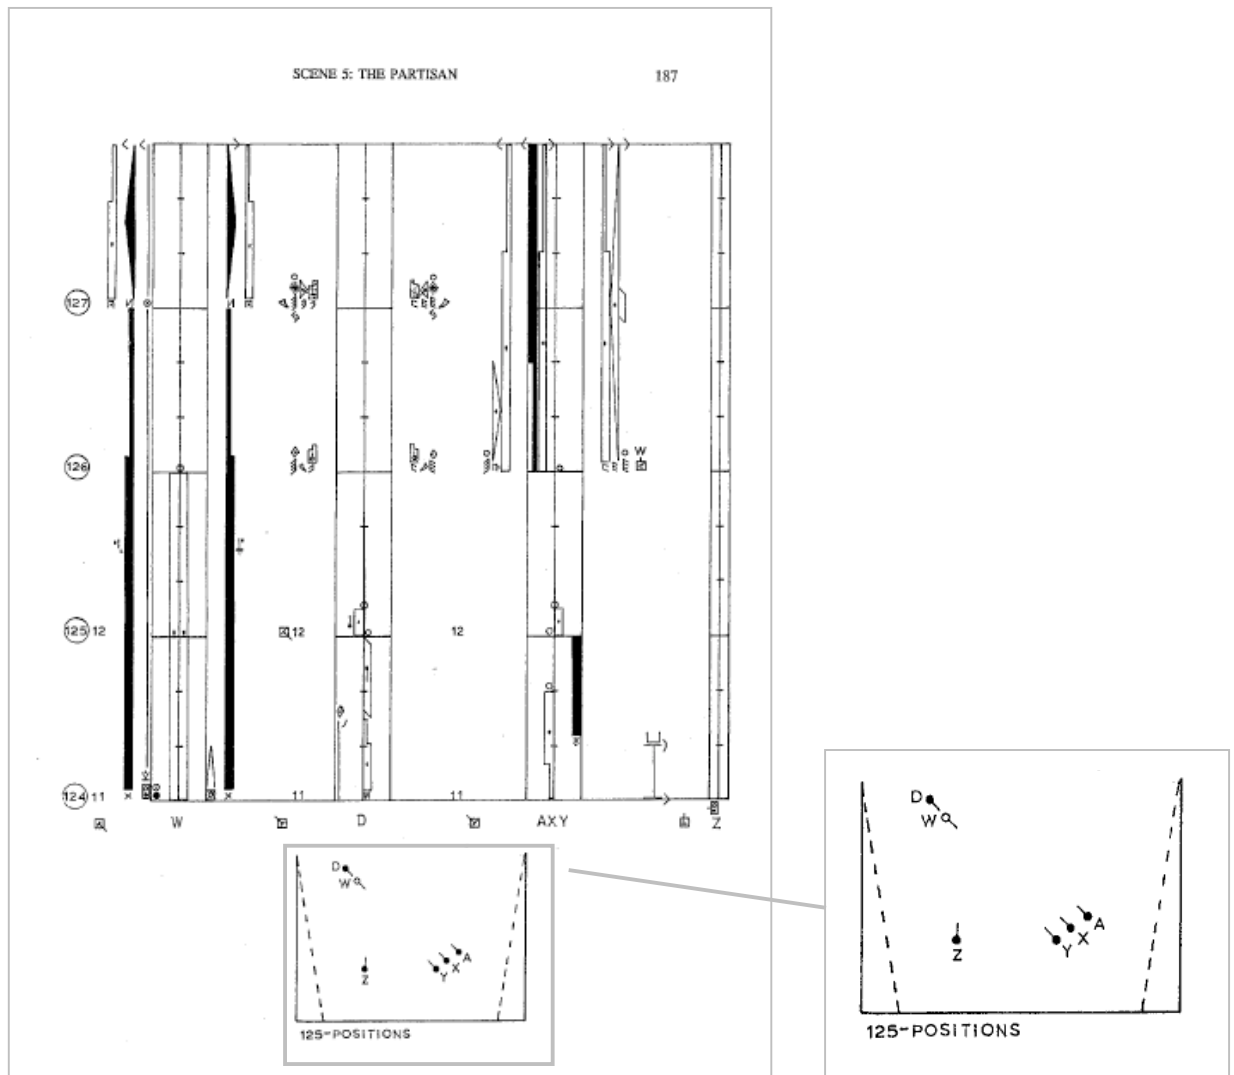 SCENE 5: THE PARTISAN 187
127
126 W
125 12 12 12
124 11 11 11
W D AXY Z
D
W
A
X
Y
Z
125-POSITIONS
D
W
A
X
Y
Z
125-POSITIONS